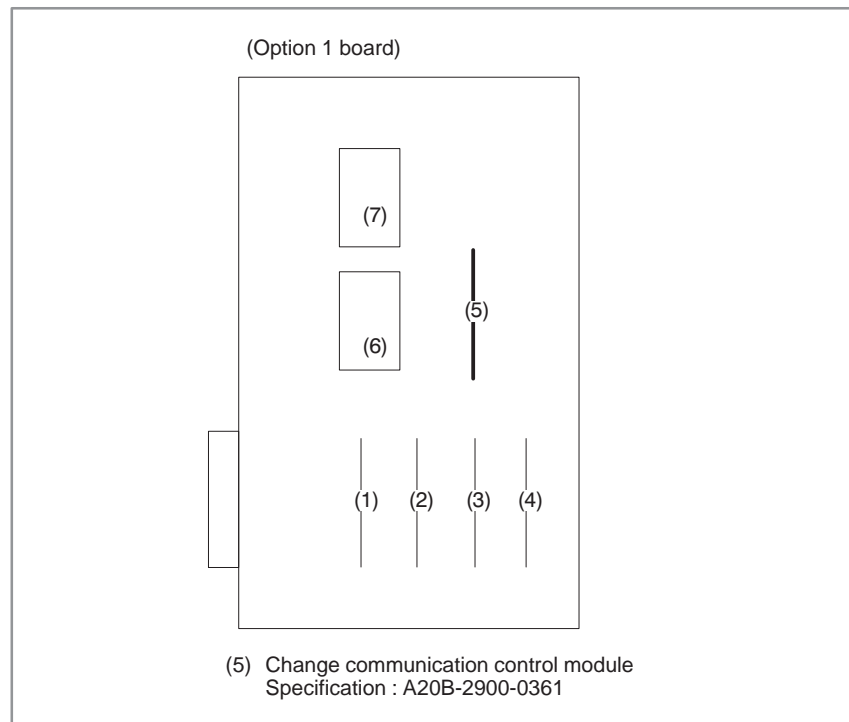 (Option 1 board)
(7)
(5)
(6)
(1) (2) (3) (4)
(5) Change communication control module
Specification : A20B-2900-0361